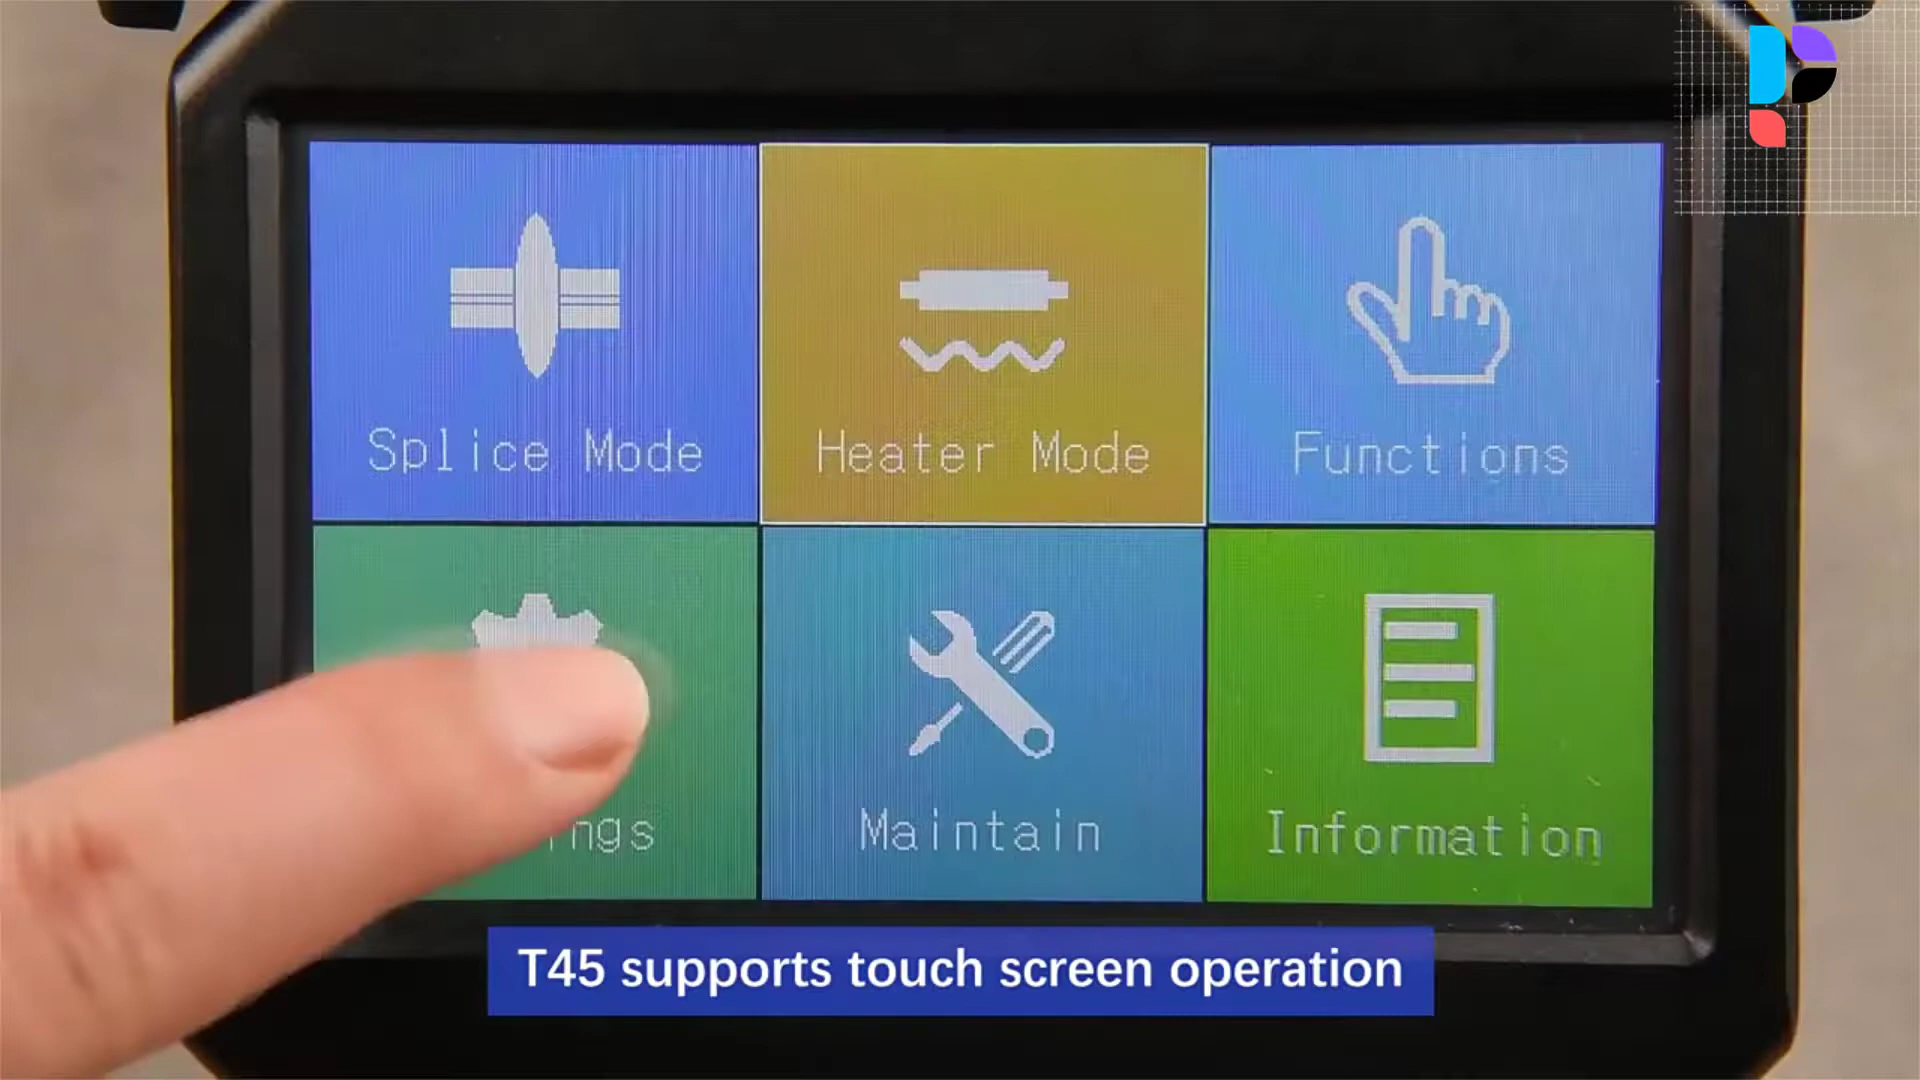 Splice Mode
Heater Mode
Functions
ngs
Maintain
Information
T45 supports touch screen operation